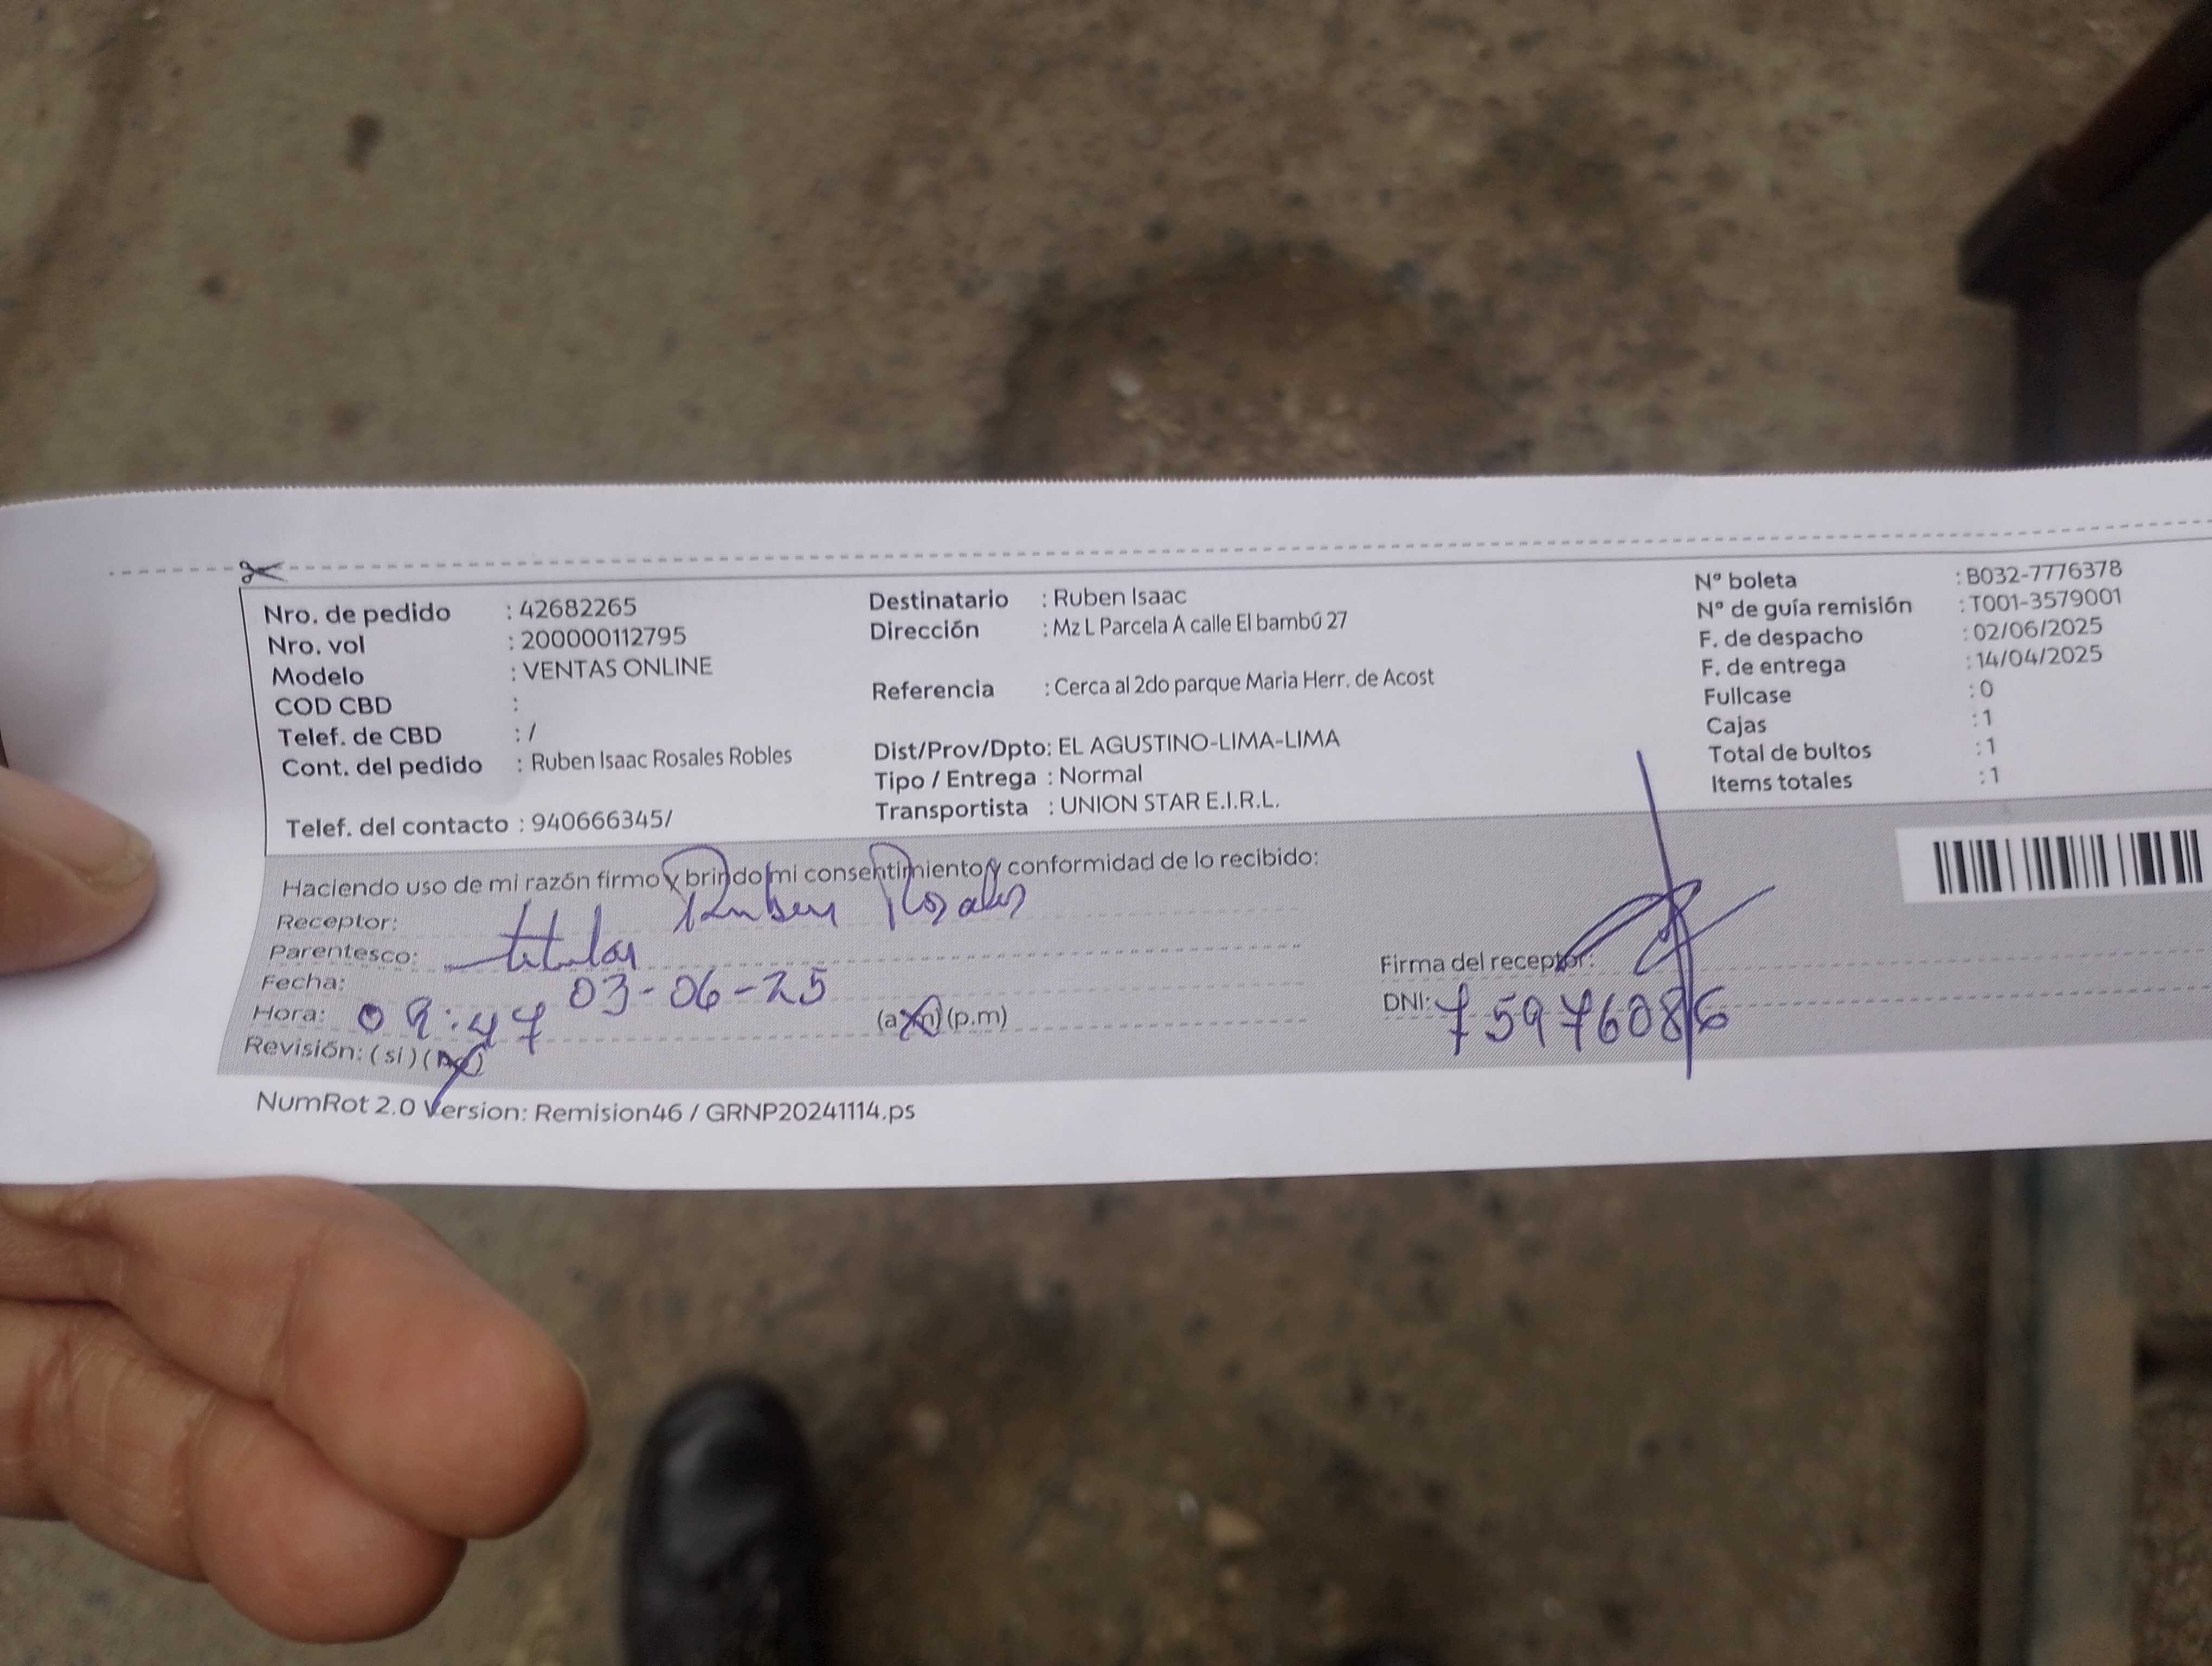 Nro. de pedido : 42682265
Nro. vol : 200000112795
Modelo : VENTAS ONLINE
COD CBD :
Telef. de CBD : /
Cont. del pedido : Ruben Isaac Rosales Robles
Telef. del contacto : 940666345/
Destinatario : Ruben Isaac
Dirección : Mz L Parcela A calle El bambú 27
Referencia : Cerca al 2do parque Maria Herr. de Acost
Dist/Prov/Dpto: EL AGUSTINO-LIMA-LIMA
Tipo / Entrega : Normal
Transportista : UNION STAR E.I.R.L.
Nº boleta : B032-7776378
Nº de guía remisión : T001-3579001
F. de despacho : 02/06/2025
F. de entrega : 14/04/2025
Fullcase : 0
Cajas : 1
Total de bultos : 1
Items totales : 1
Haciendo uso de mi razón firmo y brindo mi consentimiento y conformidad de lo recibido:
Receptor: Ruben Rosales
Parentesco: titular
Fecha: 03-06-25
Hora: 09:47 (a.m) (p.m)
Revisión: ( si ) ( no )
Firma del receptor:
DNI: 75976086
NumRot 2.0 Version: Remision46 / GRNP20241114.ps